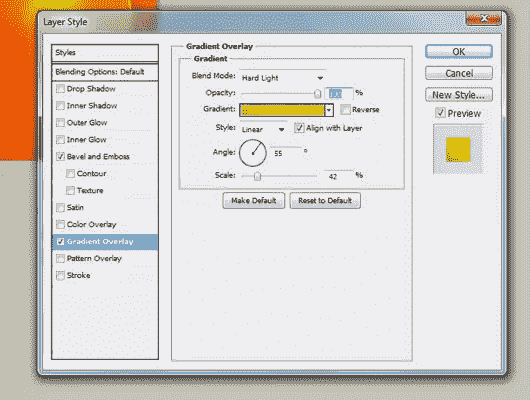 Layer Style
Styles
Blending Options: Default
Drop Shadow
Inner Shadow
Outer Glow
Inner Glow
Bevel and Emboss
Contour
Texture
Satin
Color Overlay
Gradient Overlay
Pattern Overlay
Stroke
Gradient Overlay
Gradient
Blend Mode: Hard Light
Opacity: %
Gradient: Reverse
Style: Linear Align with Layer
Angle: 55 °
Scale: 42 %
Make Default Reset to Default
OK
Cancel
New Style...
Preview